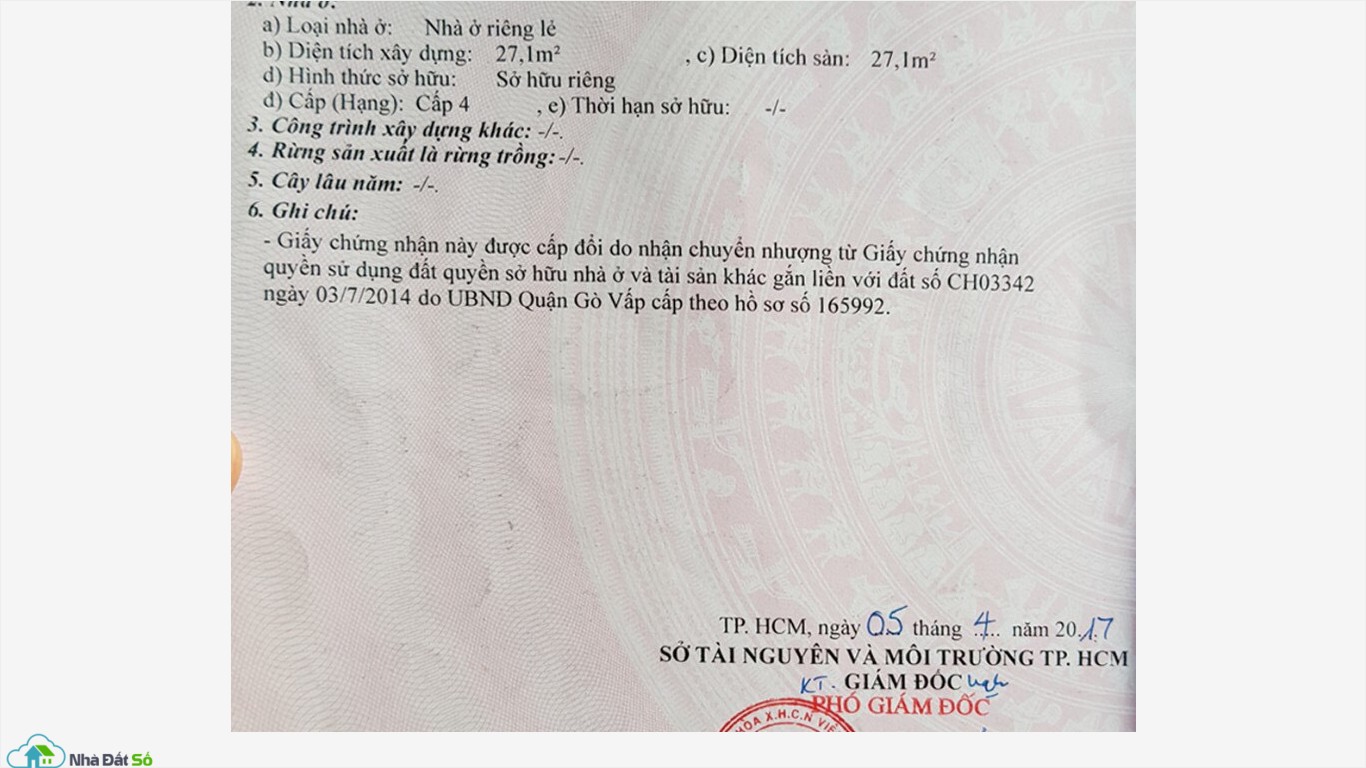 2. Nhà ở:
a) Loại nhà ở: Nhà ở riêng lẻ
b) Diện tích xây dựng: 27,1m² , c) Diện tích sàn: 27,1m²
d) Hình thức sở hữu: Sở hữu riêng
đ) Cấp (Hạng): Cấp 4 , e) Thời hạn sở hữu: -/-
3. Công trình xây dựng khác: -/-.
4. Rừng sản xuất là rừng trồng: -/-.
5. Cây lâu năm: -/-.
6. Ghi chú:
- Giấy chứng nhận này được cấp đổi do nhận chuyển nhượng từ Giấy chứng nhận
quyền sử dụng đất quyền sở hữu nhà ở và tài sản khác gắn liền với đất số CH03342
ngày 03/7/2014 do UBND Quận Gò Vấp cấp theo hồ sơ số 165992.
TP. HCM, ngày 05 tháng 4 năm 2017
SỞ TÀI NGUYÊN VÀ MÔI TRƯỜNG TP. HCM
KT. GIÁM ĐỐC
PHÓ GIÁM ĐỐC
HÒA X.H.C.N VIỆ
Nhà Đất Số